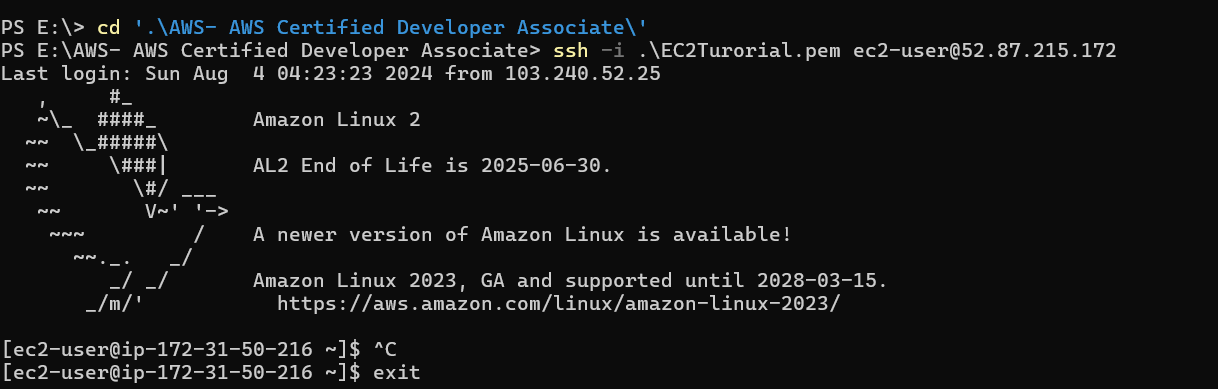 PS E:\> cd '.\AWS- AWS Certified Developer Associate\'
PS E:\AWS- AWS Certified Developer Associate> ssh -i .\EC2Turorial.pem ec2-user@52.87.215.172
Last login: Sun Aug  4 04:23:23 2024 from 103.240.52.25
   ,     #_
   ~\_  ####_        Amazon Linux 2
  ~~  \_#####\
  ~~     \###|       AL2 End of Life is 2025-06-30.
  ~~       \#/ ___
   ~~       V~' '->
    ~~~         /    A newer version of Amazon Linux is available!
      ~~._.   _/
         _/ _/       Amazon Linux 2023, GA and supported until 2028-03-15.
       _/m/'           https://aws.amazon.com/linux/amazon-linux-2023/

[ec2-user@ip-172-31-50-216 ~]$ ^C
[ec2-user@ip-172-31-50-216 ~]$ exit